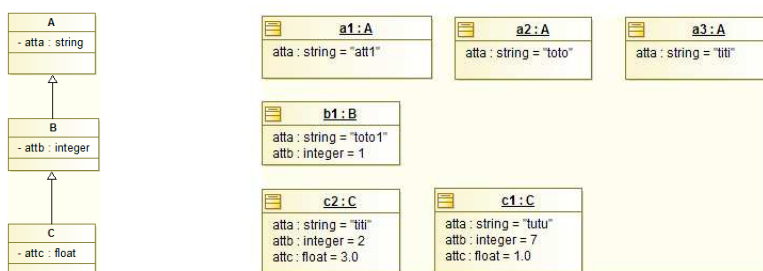 A
- atta : string
B
- attb : integer
C
- attc : float
a1 : A
atta : string = "att1"
a2 : A
atta : string = "toto"
a3 : A
atta : string = "titi"
b1 : B
atta : string = "toto1"
attb : integer = 1
c2 : C
atta : string = "titi"
attb : integer = 2
attc : float = 3.0
c1 : C
atta : string = "tutu"
attb : integer = 7
attc : float = 1.0